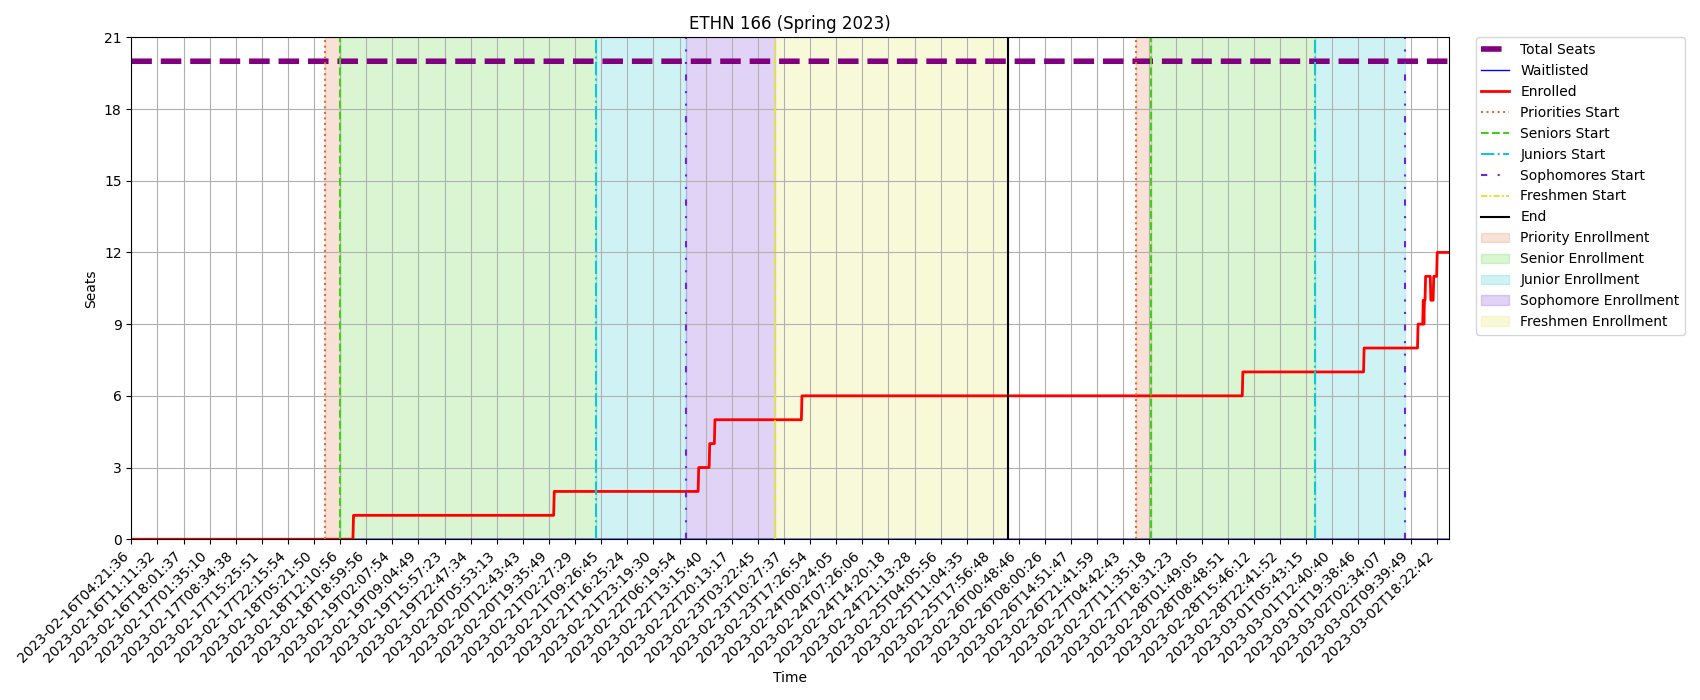 ETHN 166 (Spring 2023)
21
18
15
12
9
6
3
0
Seats
2023-02-16T04:21:36
2023-02-16T11:11:32
2023-02-16T18:01:37
2023-02-17T01:35:10
2023-02-17T08:34:38
2023-02-17T15:25:51
2023-02-17T22:15:54
2023-02-18T05:21:50
2023-02-18T12:10:56
2023-02-18T18:59:56
2023-02-19T02:07:54
2023-02-19T09:04:49
2023-02-19T15:57:23
2023-02-19T22:47:34
2023-02-20T05:53:13
2023-02-20T12:43:43
2023-02-20T19:35:49
2023-02-21T02:27:29
2023-02-21T09:26:45
2023-02-21T16:25:24
2023-02-21T23:19:30
2023-02-22T06:19:54
2023-02-22T13:15:40
2023-02-22T20:13:17
2023-02-23T03:22:45
2023-02-23T10:27:37
2023-02-23T17:26:54
2023-02-24T00:24:05
2023-02-24T07:26:06
2023-02-24T14:20:18
2023-02-24T21:13:28
2023-02-25T04:05:56
2023-02-25T11:04:35
2023-02-25T17:56:48
2023-02-26T00:48:46
2023-02-26T08:00:26
2023-02-26T14:51:47
2023-02-26T21:41:59
2023-02-27T04:42:43
2023-02-27T11:35:18
2023-02-27T18:31:23
2023-02-28T01:49:05
2023-02-28T08:48:51
2023-02-28T15:46:12
2023-02-28T22:41:52
2023-03-01T05:43:15
2023-03-01T12:40:40
2023-03-01T19:38:46
2023-03-02T02:34:07
2023-03-02T09:39:49
2023-03-02T18:22:42
Time
Total Seats
Waitlisted
Enrolled
Priorities Start
Seniors Start
Juniors Start
Sophomores Start
Freshmen Start
End
Priority Enrollment
Senior Enrollment
Junior Enrollment
Sophomore Enrollment
Freshmen Enrollment